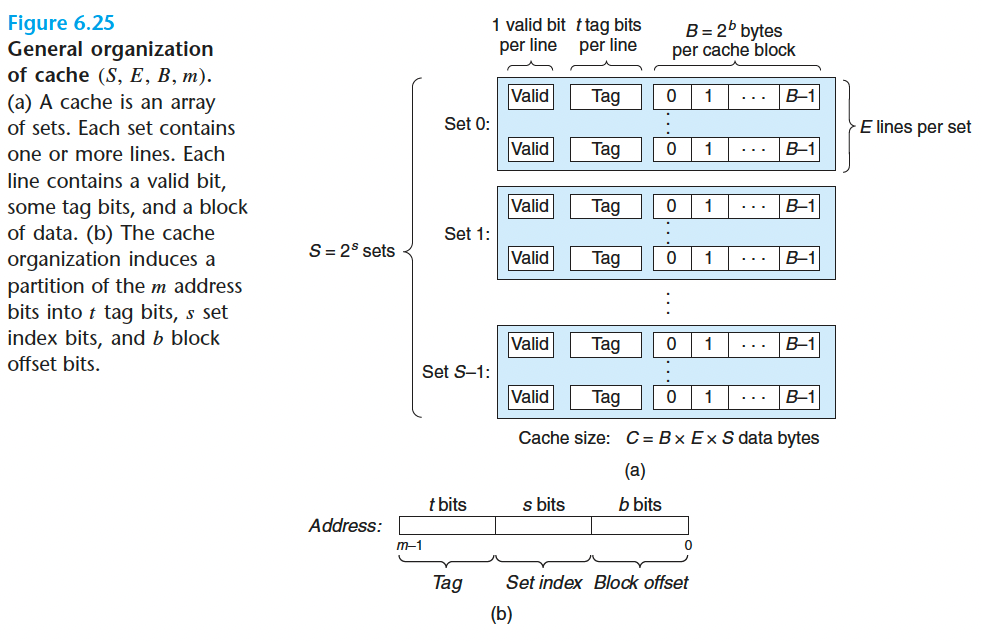 Figure 6.25
General organization
of cache (S, E, B, m).
(a) A cache is an array
of sets. Each set contains
one or more lines. Each
line contains a valid bit,
some tag bits, and a block
of data. (b) The cache
organization induces a
partition of the m address
bits into t tag bits, s set
index bits, and b block
offset bits.
1 valid bit per line
t tag bits per line
B = 2^b bytes per cache block
Set 0:
Valid Tag 0 1 · · · B–1
Valid Tag 0 1 · · · B–1
E lines per set
S = 2^s sets
Set 1:
Valid Tag 0 1 · · · B–1
Valid Tag 0 1 · · · B–1
Set S–1:
Valid Tag 0 1 · · · B–1
Valid Tag 0 1 · · · B–1
Cache size: C = B × E × S data bytes
(a)
t bits s bits b bits
Address:
m–1 0
Tag Set index Block offset
(b)